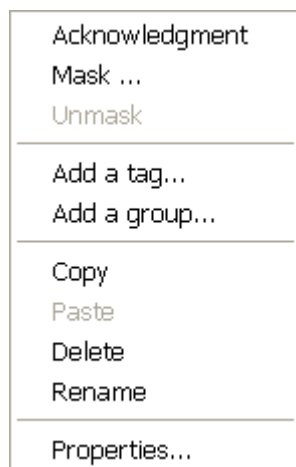 Acknowledgment
Mask ...
Unmask
Add a tag...
Add a group...
Copy
Paste
Delete
Rename
Properties...